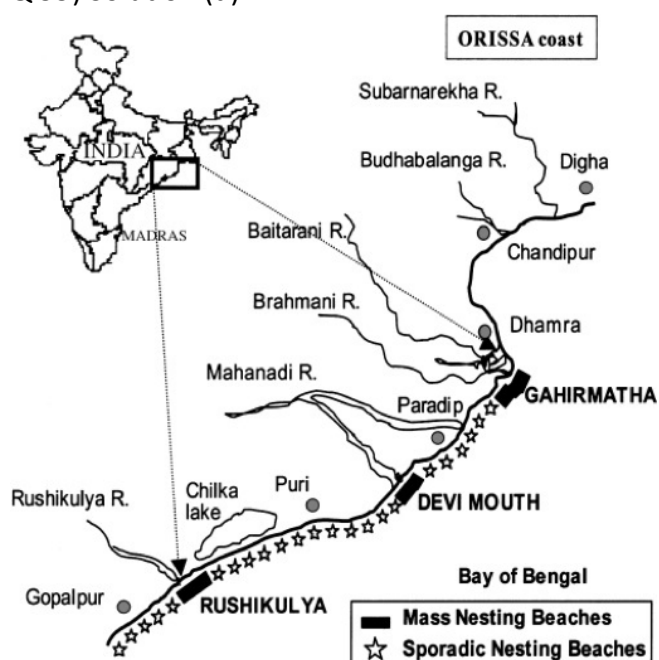 ORISSA coast
Subarnarekha R.
Budhabalanga R.
Digha
INDIA
MADRAS
Baitarani R.
Chandipur
Brahmani R.
Dhamra
Mahanadi R.
Paradip
GAHIRMATHA
Puri
Chilka
lake
Rushikulya R.
DEVI MOUTH
Bay of Bengal
Gopalpur
RUSHIKULYA
Mass Nesting Beaches
Sporadic Nesting Beaches